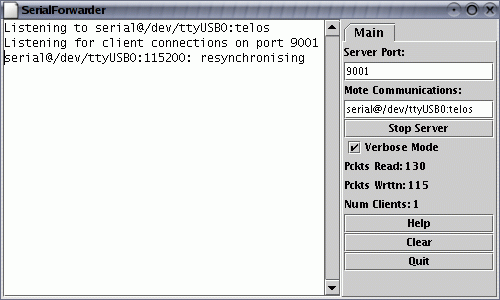 SerialForwarder
Listening to serial@/dev/ttyUSB0:telos
Listening for client connections on port 9001
serial@/dev/ttyUSB0:115200: resynchronising
Main
Server Port:
9001
Mote Communications:
serial@/dev/ttyUSB0:telos
Stop Server
Verbose Mode
Pckts Read: 130
Pckts Wrttn: 115
Num Clients: 1
Help
Clear
Quit